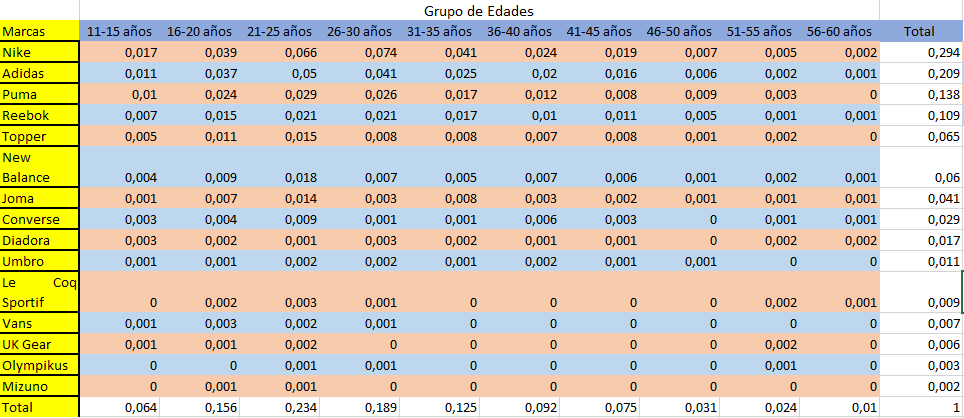 Grupo de Edades
Marcas 11-15 años 16-20 años 21-25 años 26-30 años 31-35 años 36-40 años 41-45 años 46-50 años 51-55 años 56-60 años Total
Nike 0,017 0,039 0,066 0,074 0,041 0,024 0,019 0,007 0,005 0,002 0,294
Adidas 0,011 0,037 0,05 0,041 0,025 0,02 0,016 0,006 0,002 0,001 0,209
Puma 0,01 0,024 0,029 0,026 0,017 0,012 0,008 0,009 0,003 0 0,138
Reebok 0,007 0,015 0,021 0,021 0,017 0,01 0,011 0,005 0,001 0,001 0,109
Topper 0,005 0,011 0,015 0,008 0,008 0,007 0,008 0,001 0,002 0 0,065
New
Balance 0,004 0,009 0,018 0,007 0,005 0,007 0,006 0,001 0,002 0,001 0,06
Joma 0,001 0,007 0,014 0,003 0,008 0,003 0,002 0,001 0,001 0,001 0,041
Converse 0,003 0,004 0,009 0,001 0,001 0,006 0,003 0 0,001 0,001 0,029
Diadora 0,003 0,002 0,001 0,003 0,002 0,001 0,001 0 0,002 0,002 0,017
Umbro 0,001 0,001 0,002 0,002 0,001 0,002 0,001 0,001 0 0 0,011
Le Coq
Sportif 0 0,002 0,003 0,001 0 0 0 0 0,002 0,001 0,009
Vans 0,001 0,003 0,002 0,001 0 0 0 0 0 0 0,007
UK Gear 0,001 0,001 0,002 0 0 0 0 0 0,002 0 0,006
Olympikus 0 0 0,001 0,001 0 0 0 0 0,001 0 0,003
Mizuno 0 0,001 0,001 0 0 0 0 0 0 0 0,002
Total 0,064 0,156 0,234 0,189 0,125 0,092 0,075 0,031 0,024 0,01 1